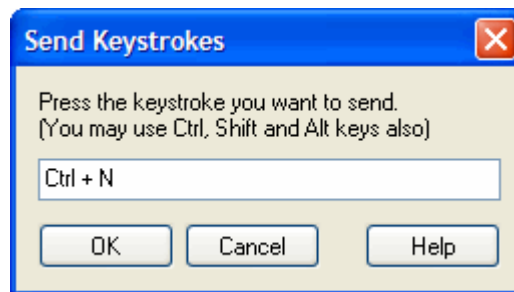 Send Keystrokes
Press the keystroke you want to send.
(You may use Ctrl, Shift and Alt keys also)
Ctrl + N
OK Cancel Help